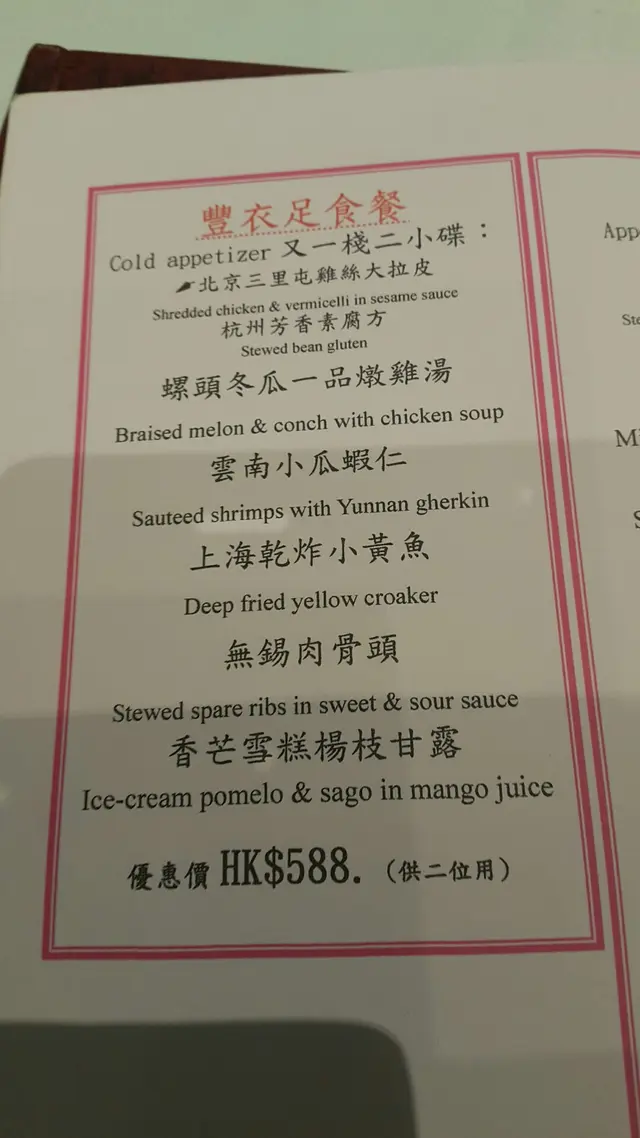 豐衣足食餐
Cold appetizer 又一棧二小碟：
北京三里屯雞絲大拉皮
Shredded chicken & vermicelli in sesame sauce
杭州芳香素腐方
Stewed bean gluten
螺頭冬瓜一品燉雞湯
Braised melon & conch with chicken soup
雲南小瓜蝦仁
Sauteed shrimps with Yunnan gherkin
上海乾炸小黃魚
Deep fried yellow croaker
無錫肉骨頭
Stewed spare ribs in sweet & sour sauce
香芒雪糕楊枝甘露
Ice-cream pomelo & sago in mango juice
優惠價 HK$588. (供二位用)